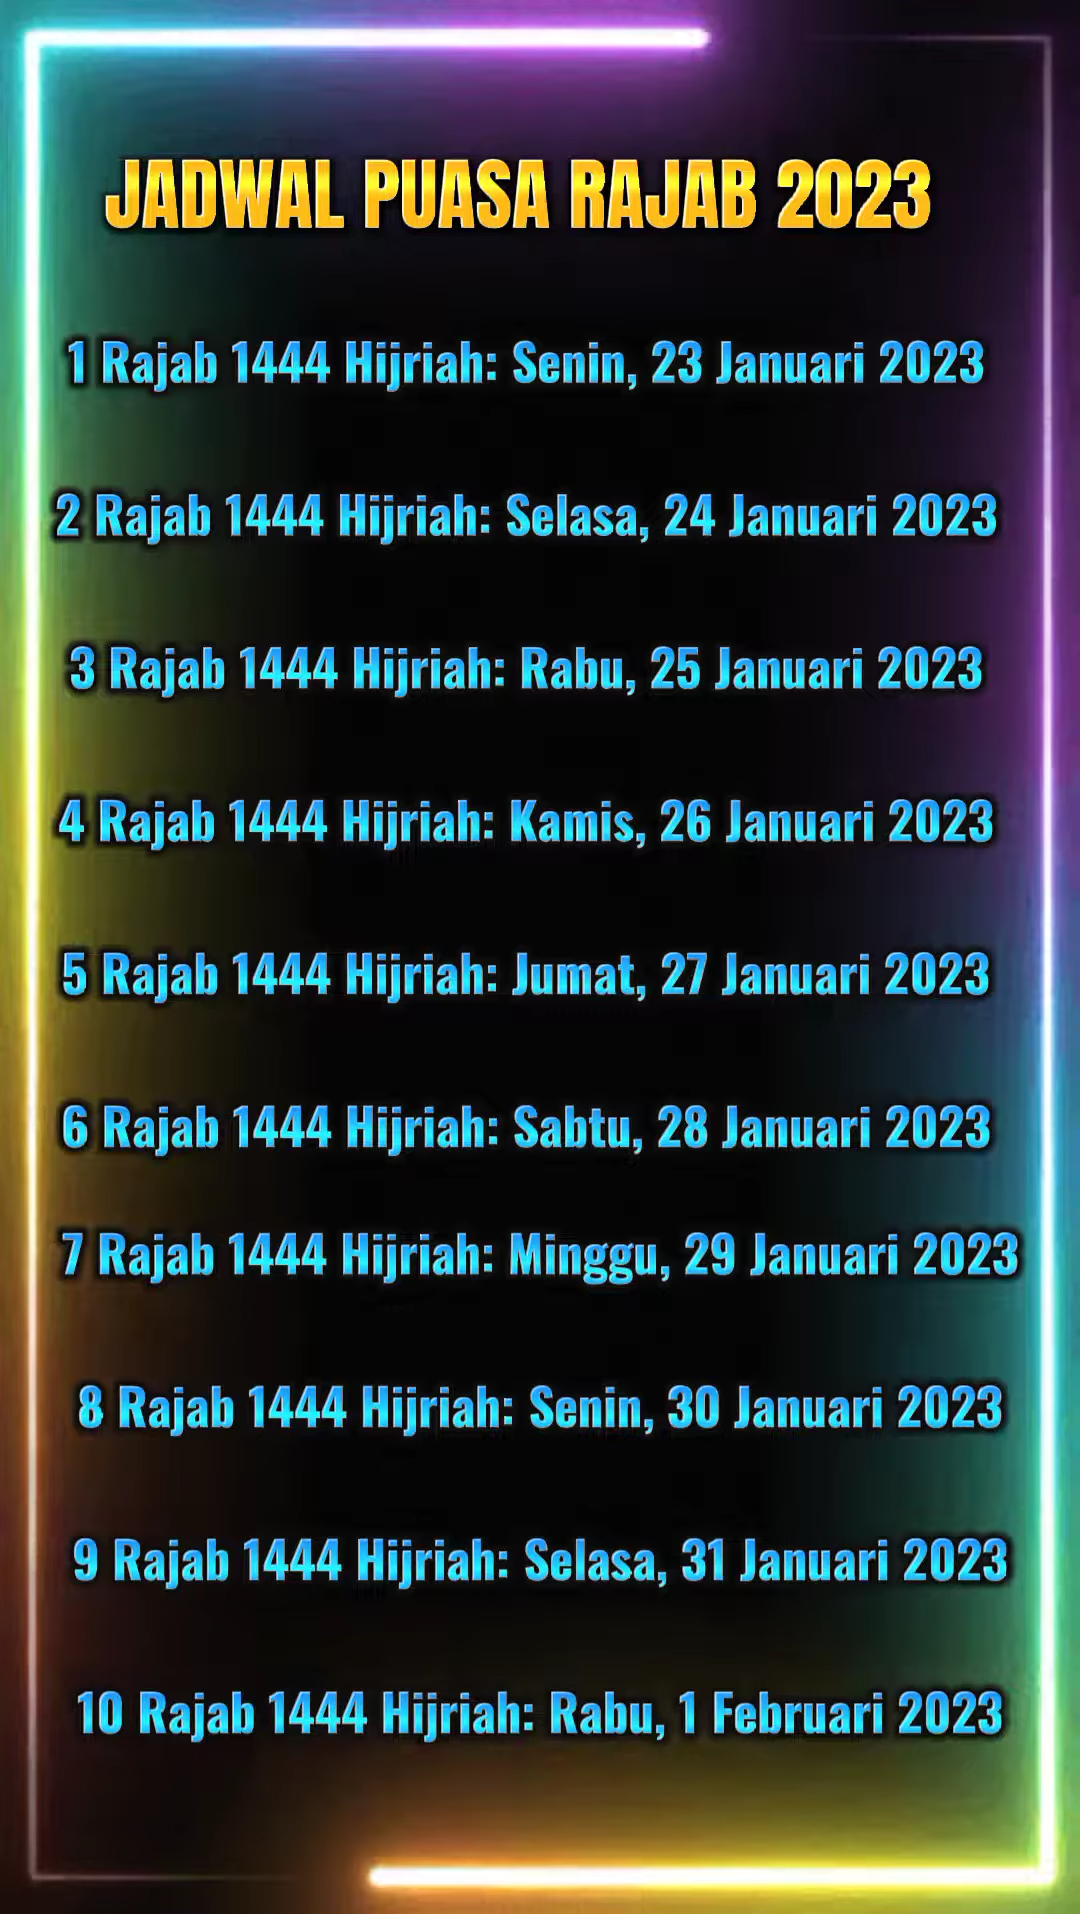 JADWAL PUASA RAJAB 2023
1 Rajab 1444 Hijriah: Senin, 23 Januari 2023
2 Rajab 1444 Hijriah: Selasa, 24 Januari 2023
3 Rajab 1444 Hijriah: Rabu, 25 Januari 2023
4 Rajab 1444 Hijriah: Kamis, 26 Januari 2023
5 Rajab 1444 Hijriah: Jumat, 27 Januari 2023
6 Rajab 1444 Hijriah: Sabtu, 28 Januari 2023
7 Rajab 1444 Hijriah: Minggu, 29 Januari 2023
8 Rajab 1444 Hijriah: Senin, 30 Januari 2023
9 Rajab 1444 Hijriah: Selasa, 31 Januari 2023
10 Rajab 1444 Hijriah: Rabu, 1 Februari 2023